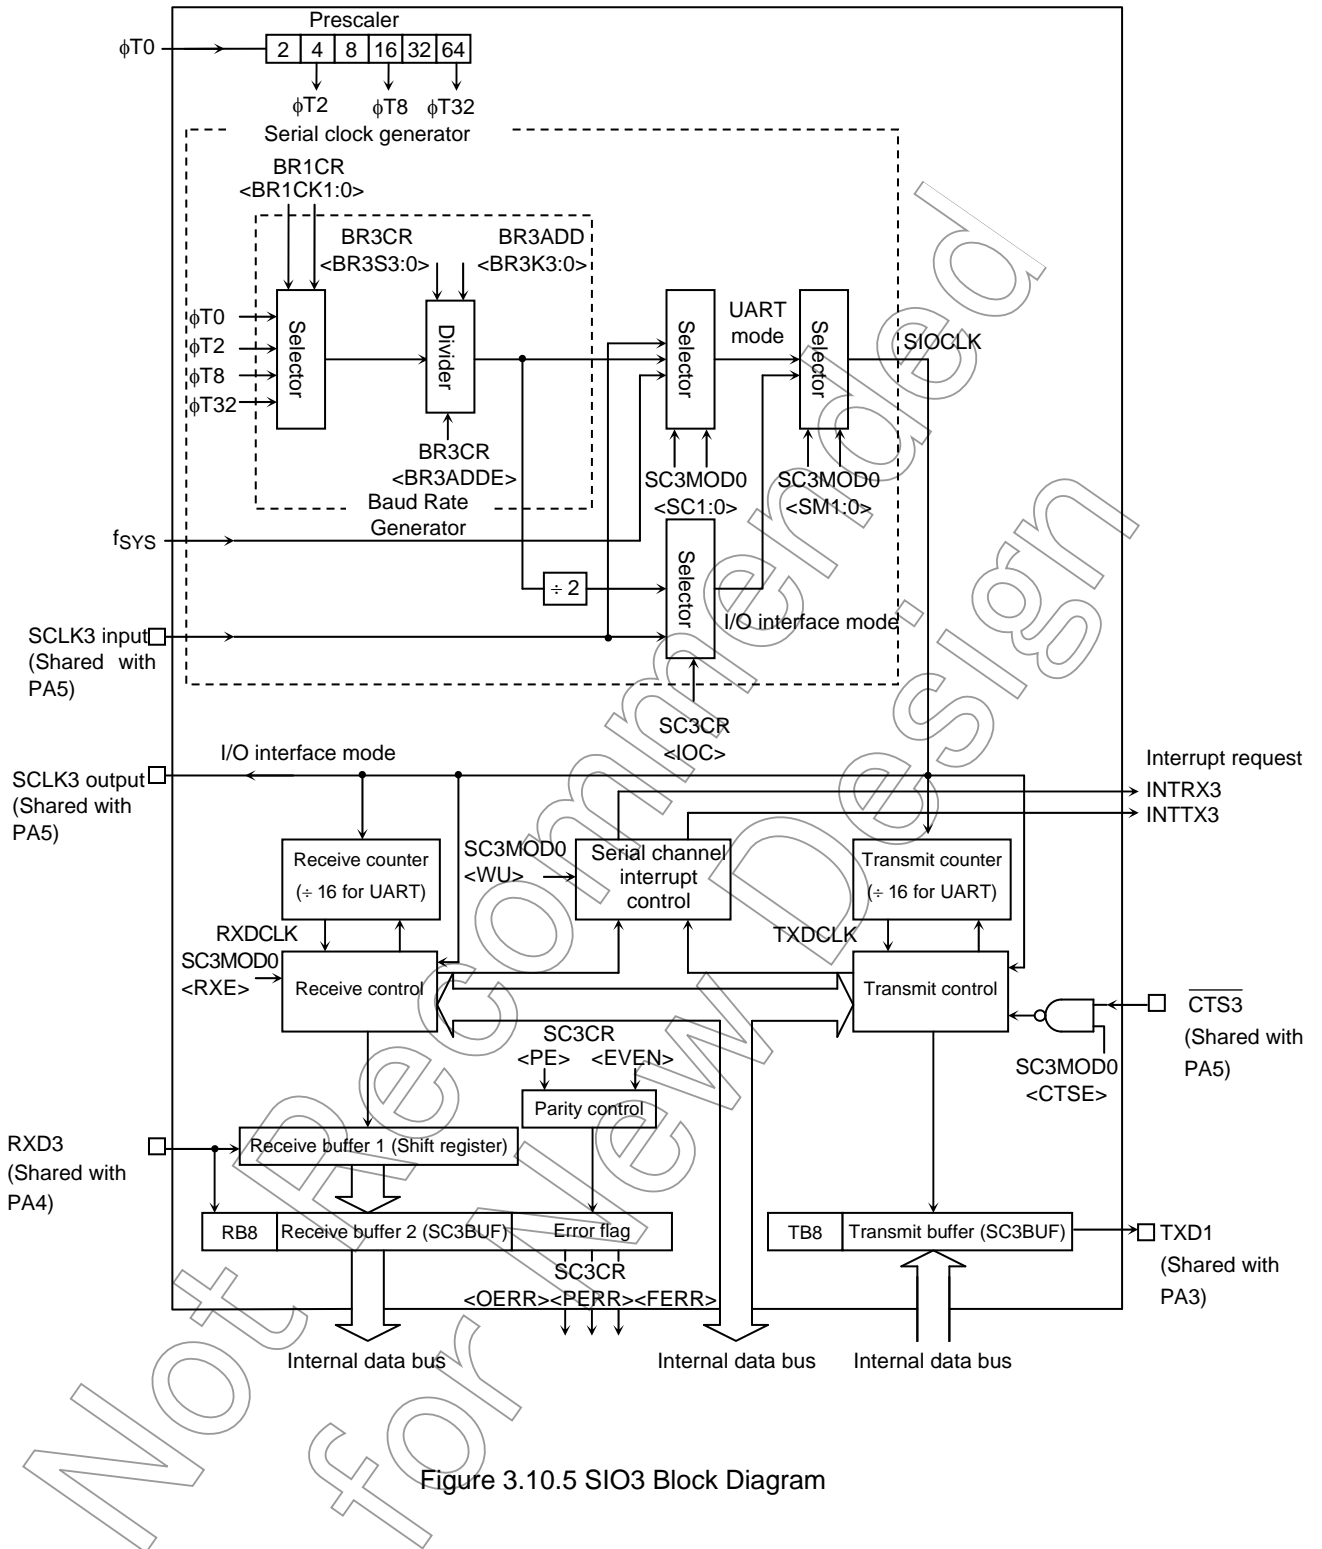 Prescaler
φT0
2 4 8 16 32 64
φT2 φT8 φT32
Serial clock generator
BR1CR
<BR1CK1:0>
BR3CR
<BR3S3:0>
BR3ADD
<BR3K3:0>
φT0
φT2
φT8
φT32
Selector
Divider
Selector
UART
mode
Selector
SIOCLK
BR3CR
<BR3ADDE>
SC3MOD0
<SC1:0>
SC3MOD0
<SM1:0>
Baud Rate
Generator
fSYS
÷ 2
Selector
I/O interface mode
SCLK3 input
(Shared with
PA5)
SC3CR
<IOC>
I/O interface mode
SCLK3 output
(Shared with
PA5)
Interrupt request
INTRX3
INTTX3
Receive counter
(÷ 16 for UART)
SC3MOD0
<WU>
Serial channel
interrupt
control
Transmit counter
(÷ 16 for UART)
RXDCLK
TXDCLK
SC3MOD0
<RXE>
Receive control
Transmit control
CTS3
(Shared with
PA5)
SC3MOD0
<CTSE>
SC3CR
<PE> <EVEN>
Parity control
RXD3
(Shared with
PA4)
Receive buffer 1 (Shift register)
RB8 Receive buffer 2 (SC3BUF) Error flag
TB8 Transmit buffer (SC3BUF)
TXD1
(Shared with
PA3)
SC3CR
<OERR><PERR><FERR>
Internal data bus
Internal data bus
Internal data bus
Not Recommended
for New Design
Figure 3.10.5 SIO3 Block Diagram